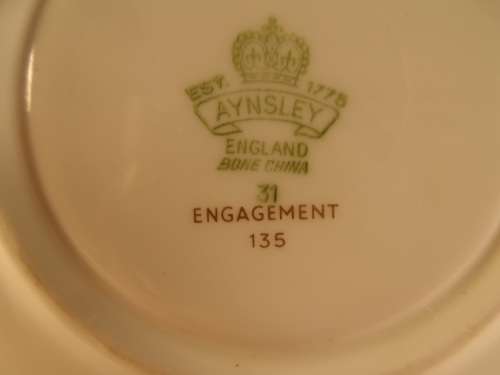 EST. 1775
AYNSLEY
ENGLAND
BONE CHINA
31
ENGAGEMENT
135